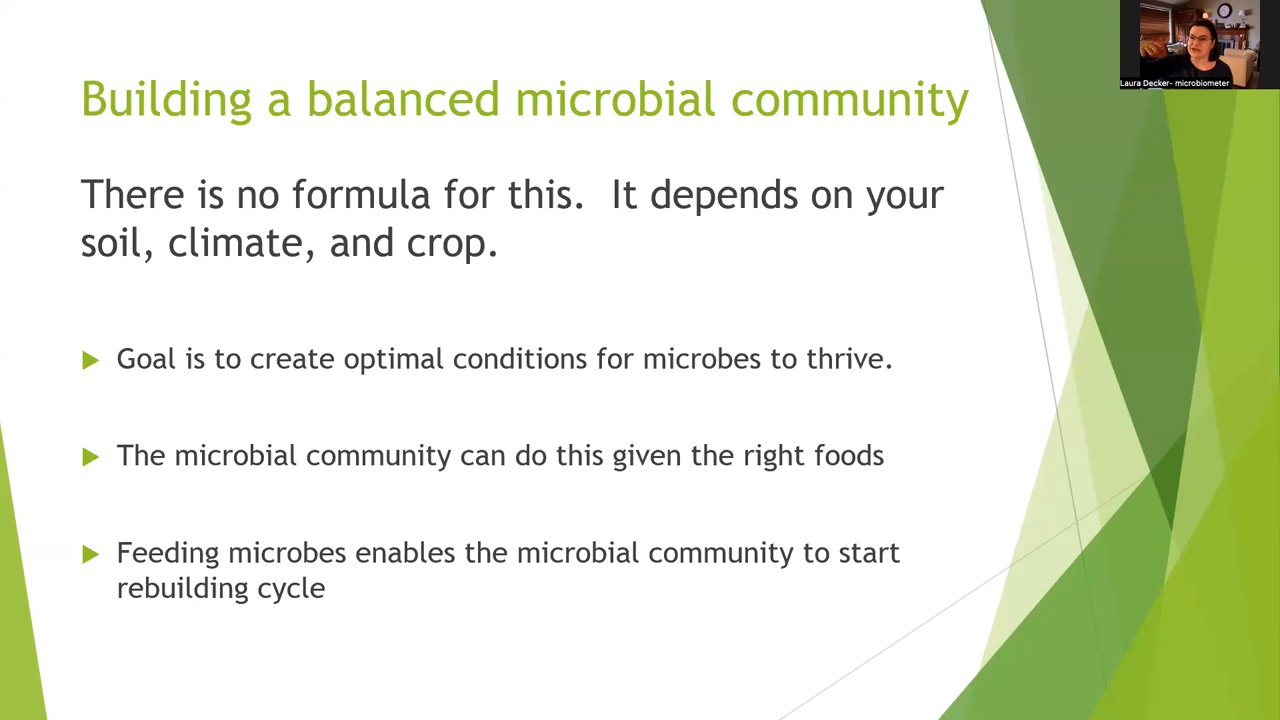 Building a balanced microbial community
Laura Decker- microbiometer
There is no formula for this.  It depends on your
soil, climate, and crop.
Goal is to create optimal conditions for microbes to thrive.
The microbial community can do this given the right foods
Feeding microbes enables the microbial community to start
rebuilding cycle